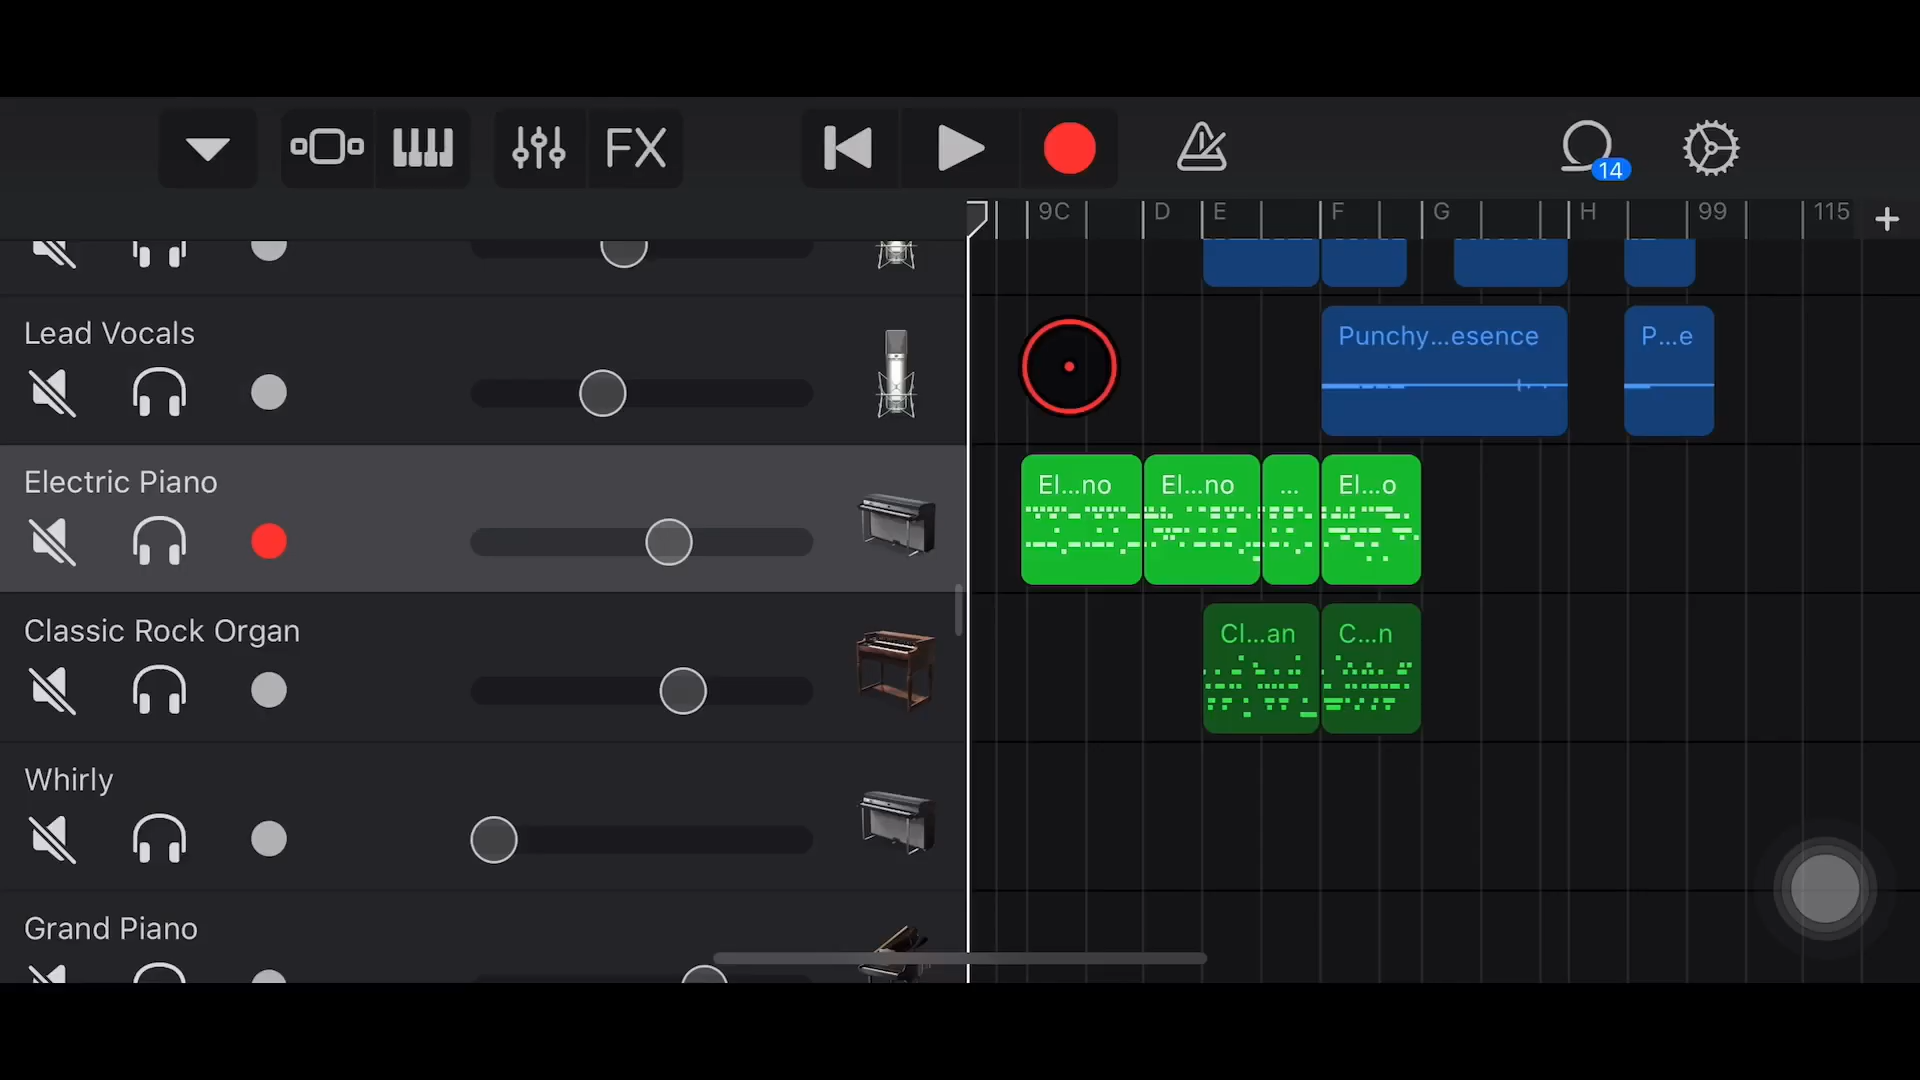 FX
14
9C D E F G H 99 115 +
Lead Vocals
Punchy...esence P...e
Electric Piano
El...no El...no ... El...o
Classic Rock Organ
Cl...an C...n
Whirly
Grand Piano